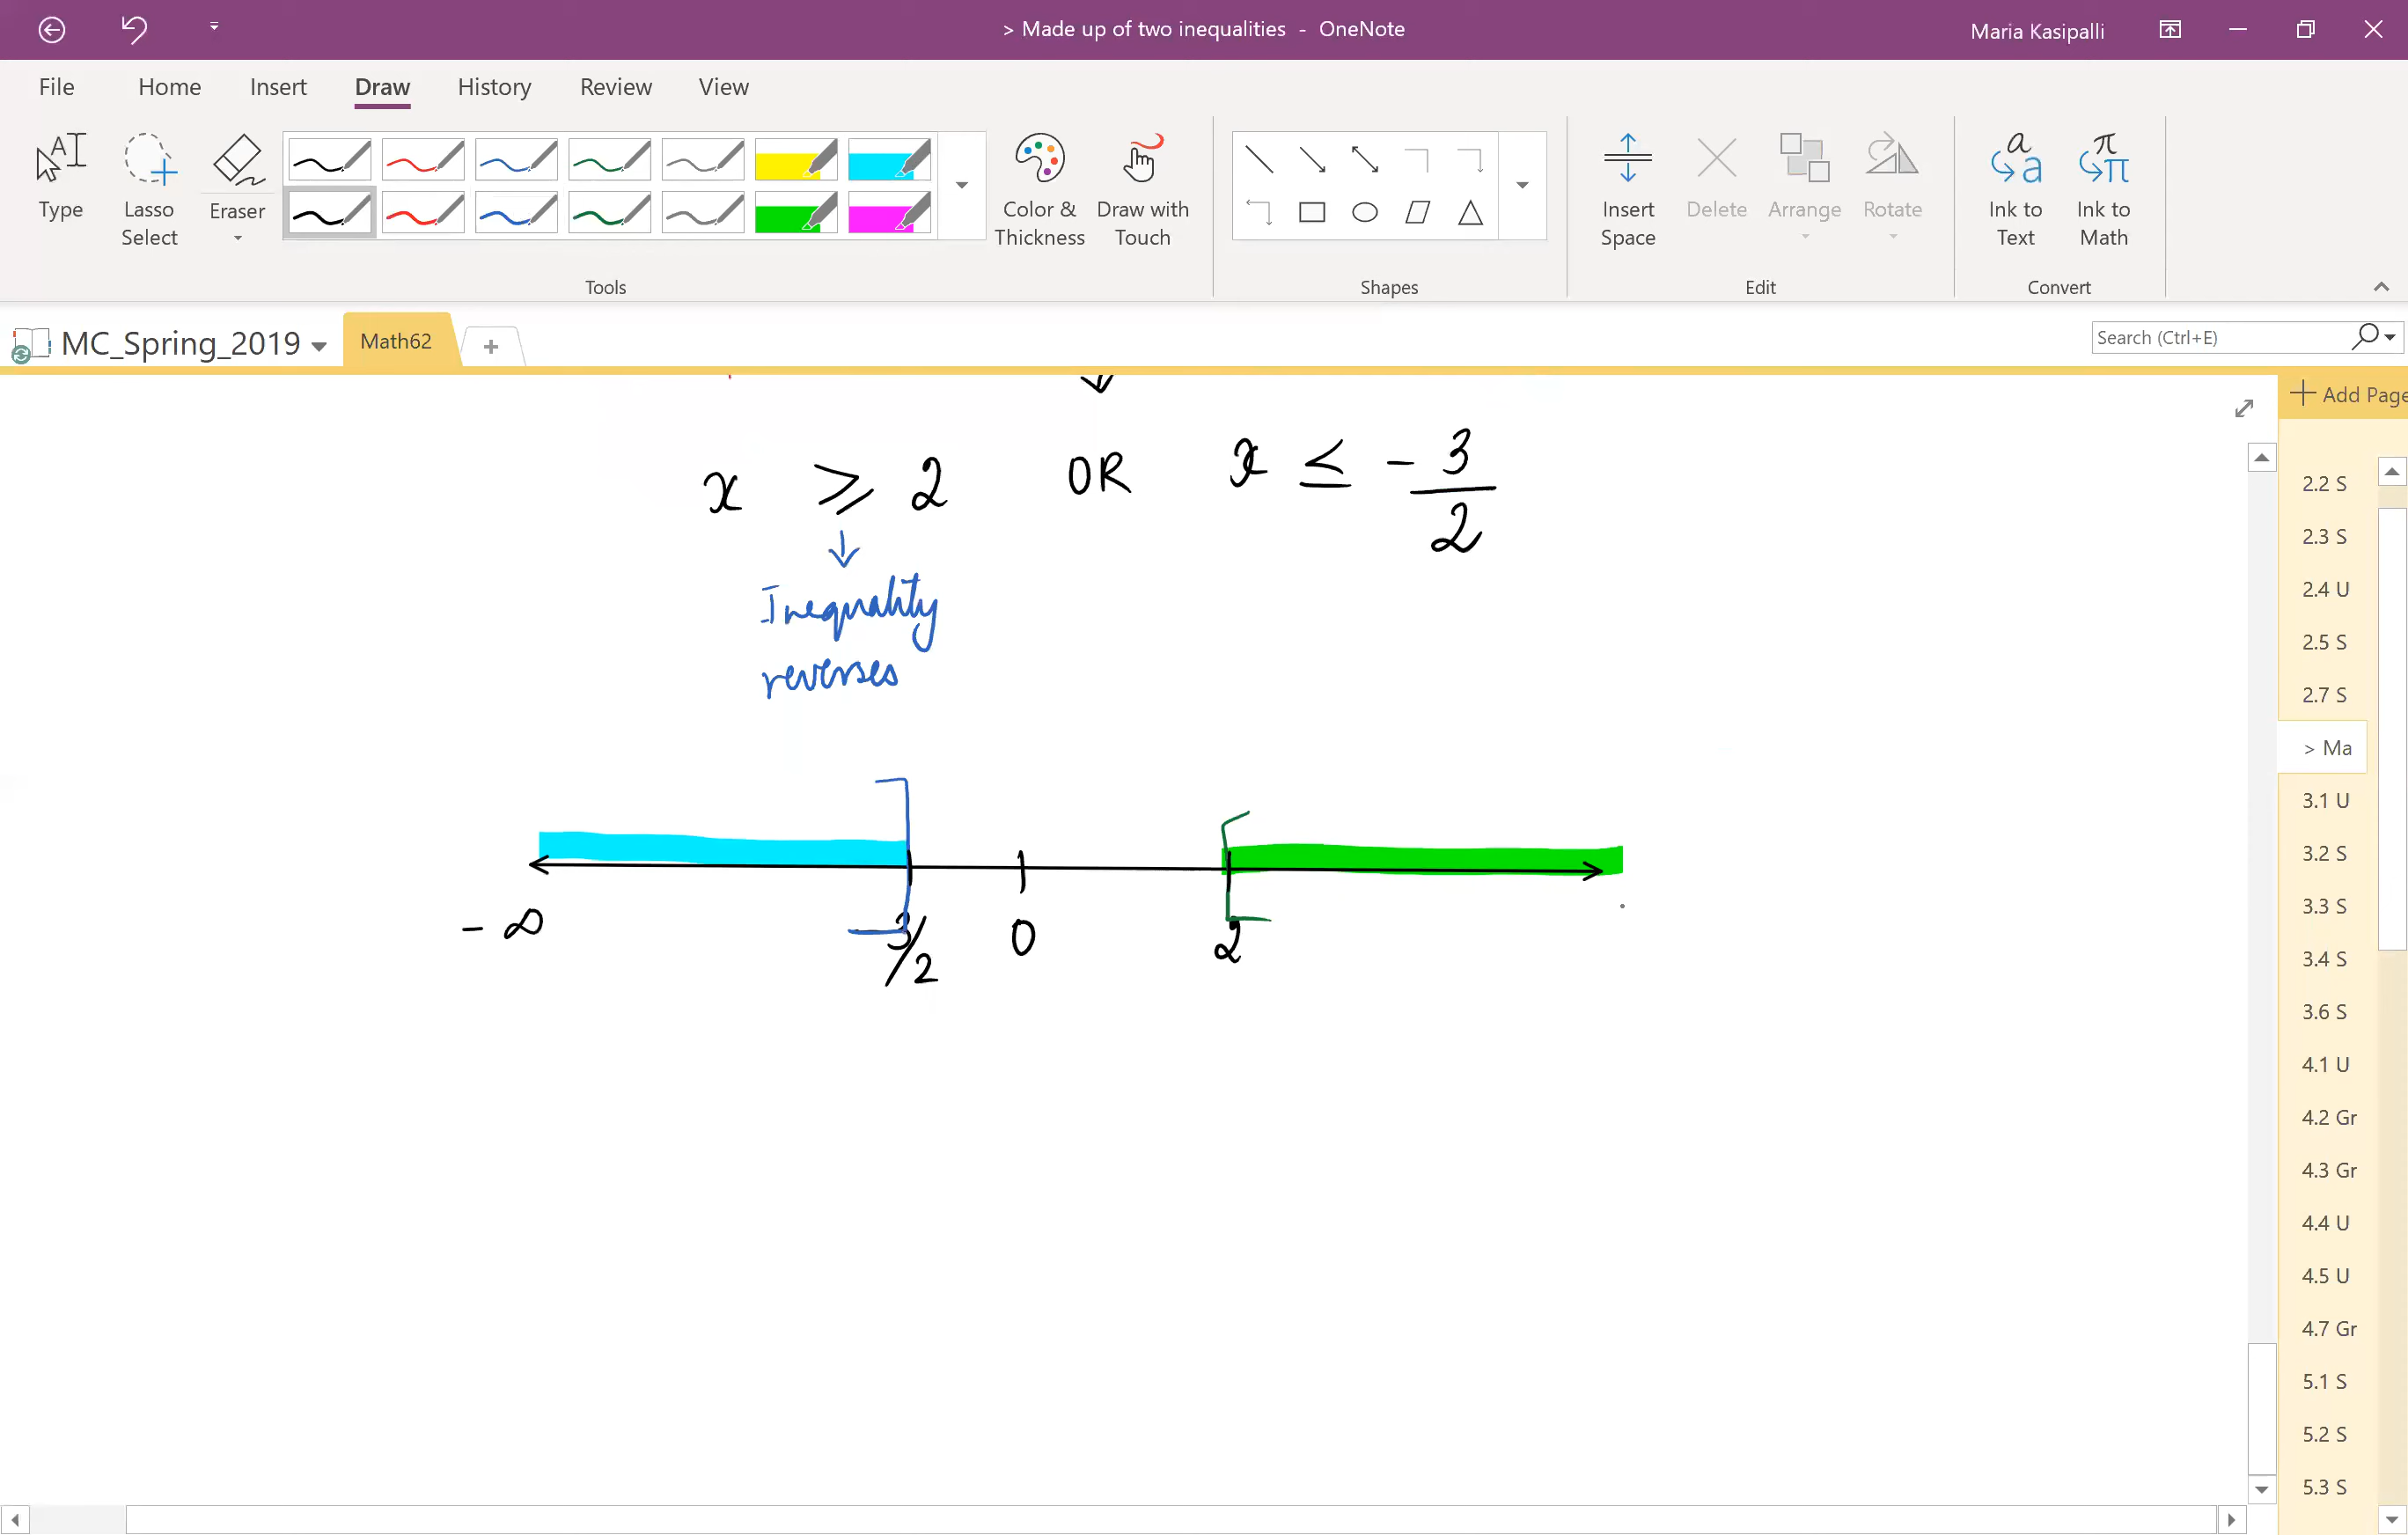 > Made up of two inequalities - OneNote
Maria Kasipalli
File Home Insert Draw History Review View
Type
Lasso Select
Eraser
Color & Thickness
Draw with Touch
Insert Space
Delete
Arrange
Rotate
Ink to Text
Ink to Math
Tools
Shapes
Edit
Convert
MC_Spring_2019
Math62
Search (Ctrl+E)
Add Page
x ≥ 2 OR x ≤ - 3/2
Inequality
reverses
- ∞ - 3/2 0 2
2.2 S
2.3 S
2.4 U
2.5 S
2.7 S
> Ma
3.1 U
3.2 S
3.3 S
3.4 S
3.6 S
4.1 U
4.2 Gr
4.3 Gr
4.4 U
4.5 U
4.7 Gr
5.1 S
5.2 S
5.3 S